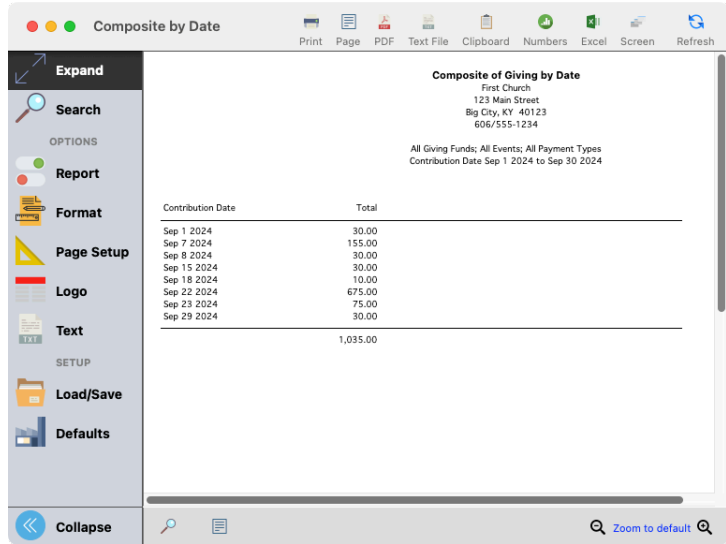 Composite by Date
Print Page PDF Text File Clipboard Numbers Excel Screen Refresh
Expand
Search
OPTIONS
Report
Format
Page Setup
Logo
TXT
Text
SETUP
Load/Save
Defaults
Collapse
Composite of Giving by Date
First Church
123 Main Street
Big City, KY 40123
606/555-1234
All Giving Funds; All Events; All Payment Types
Contribution Date Sep 1 2024 to Sep 30 2024
Contribution Date Total
Sep 1 2024 30.00
Sep 7 2024 155.00
Sep 8 2024 30.00
Sep 15 2024 30.00
Sep 18 2024 10.00
Sep 22 2024 675.00
Sep 23 2024 75.00
Sep 29 2024 30.00
1,035.00
Zoom to default